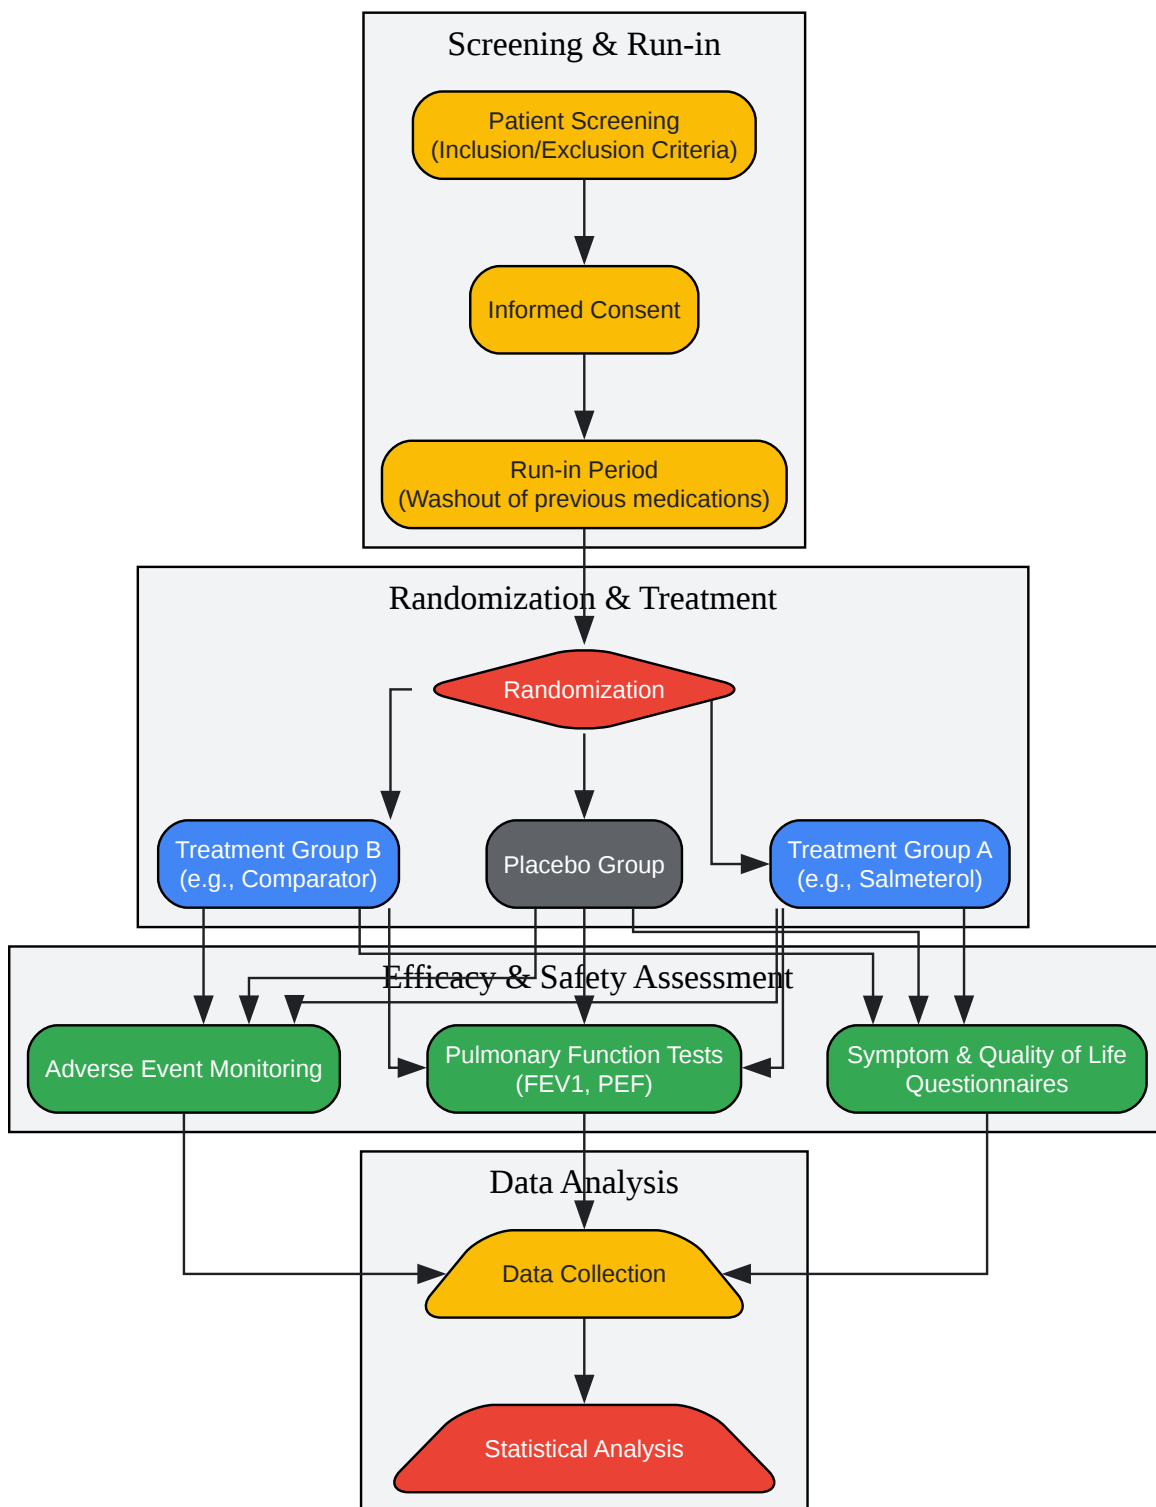 Screening & Run-in
Patient Screening
(Inclusion/Exclusion Criteria)
Informed Consent
Run-in Period
(Washout of previous medications)
Randomization & Treatment
Randomization
Treatment Group B
(e.g., Comparator)
Placebo Group
Treatment Group A
(e.g., Salmeterol)
Efficacy & Safety Assessment
Adverse Event Monitoring
Pulmonary Function Tests
(FEV1, PEF)
Symptom & Quality of Life
Questionnaires
Data Analysis
Data Collection
Statistical Analysis